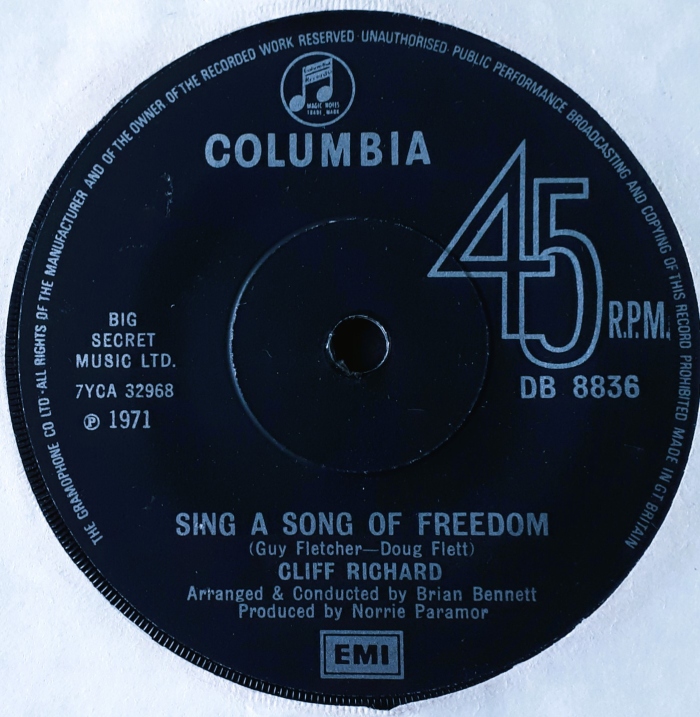 THE GRAMOPHONE CO LTD·ALL RIGHTS OF THE MANUFACTURER AND OF THE OWNER OF THE RECORDED WORK RESERVED·UNAUTHORISED PUBLIC PERFORMANCE BROADCASTING AND COPYING OF THIS RECORD PROHIBITED MADE IN GT BRITAIN
MAGIC NOTES
TRADE MARK
COLUMBIA
45 R.P.M.
DB 8836
BIG
SECRET
MUSIC LTD.
7YCA 32968
℗ 1971
SING A SONG OF FREEDOM
(Guy Fletcher—Doug Flett)
CLIFF RICHARD
Arranged & Conducted by Brian Bennett
Produced by Norrie Paramor
EMI